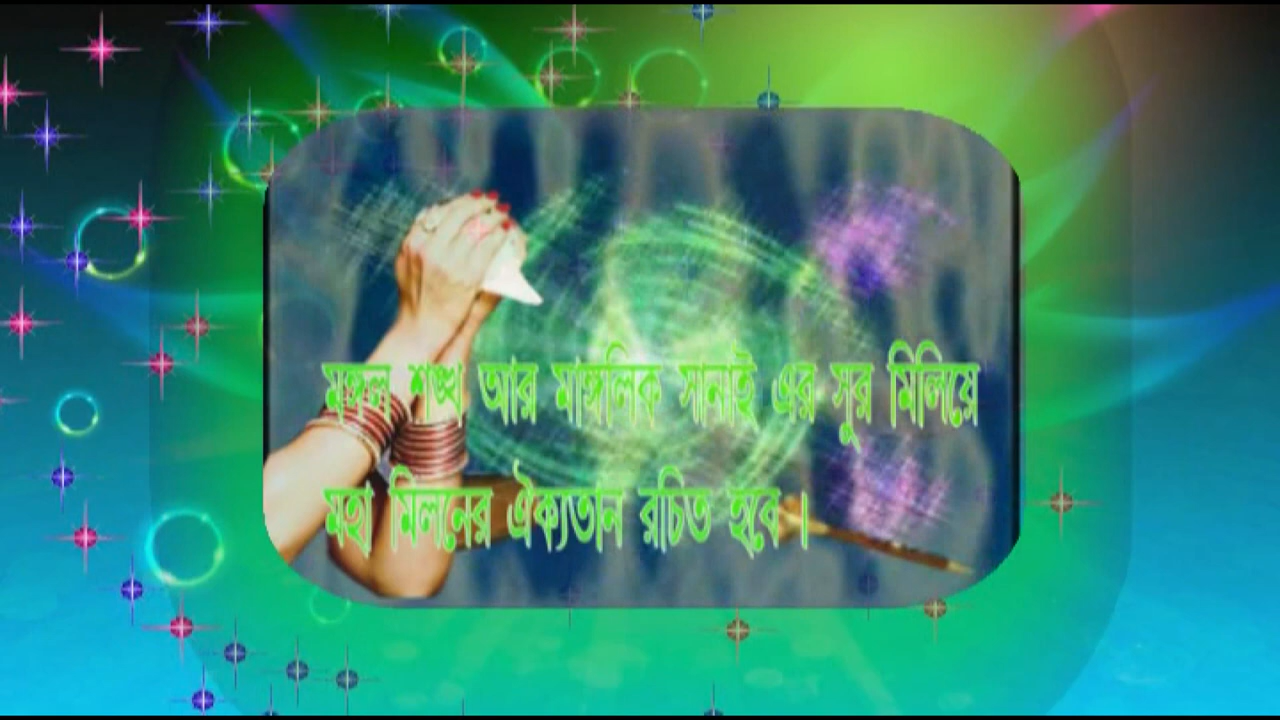 মঙ্গল শঙ্খ আর মাঙ্গলিক সানাই এর সুর মিলিয়ে
মহা মিলনের ঐক্যতান রচিত হবে ।